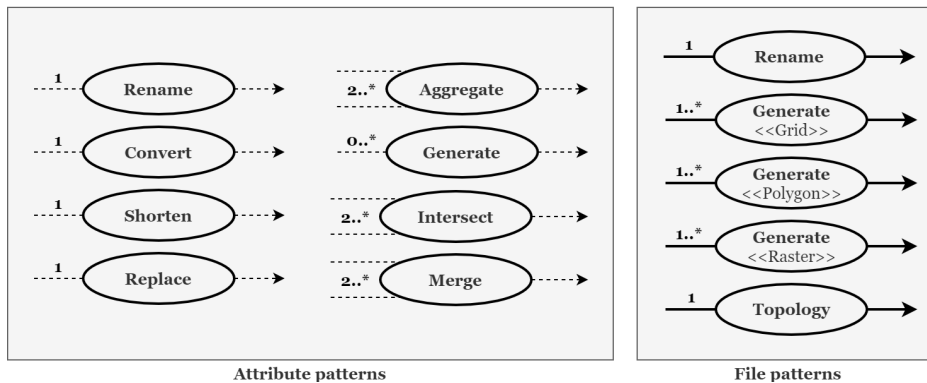 1
Rename
1
Convert
1
Shorten
1
Replace
2..*
Aggregate
0..*
Generate
2..*
Intersect
2..*
Merge
Attribute patterns
1
Rename
1..*
Generate
<<Grid>>
1..*
Generate
<<Polygon>>
1..*
Generate
<<Raster>>
1
Topology
File patterns